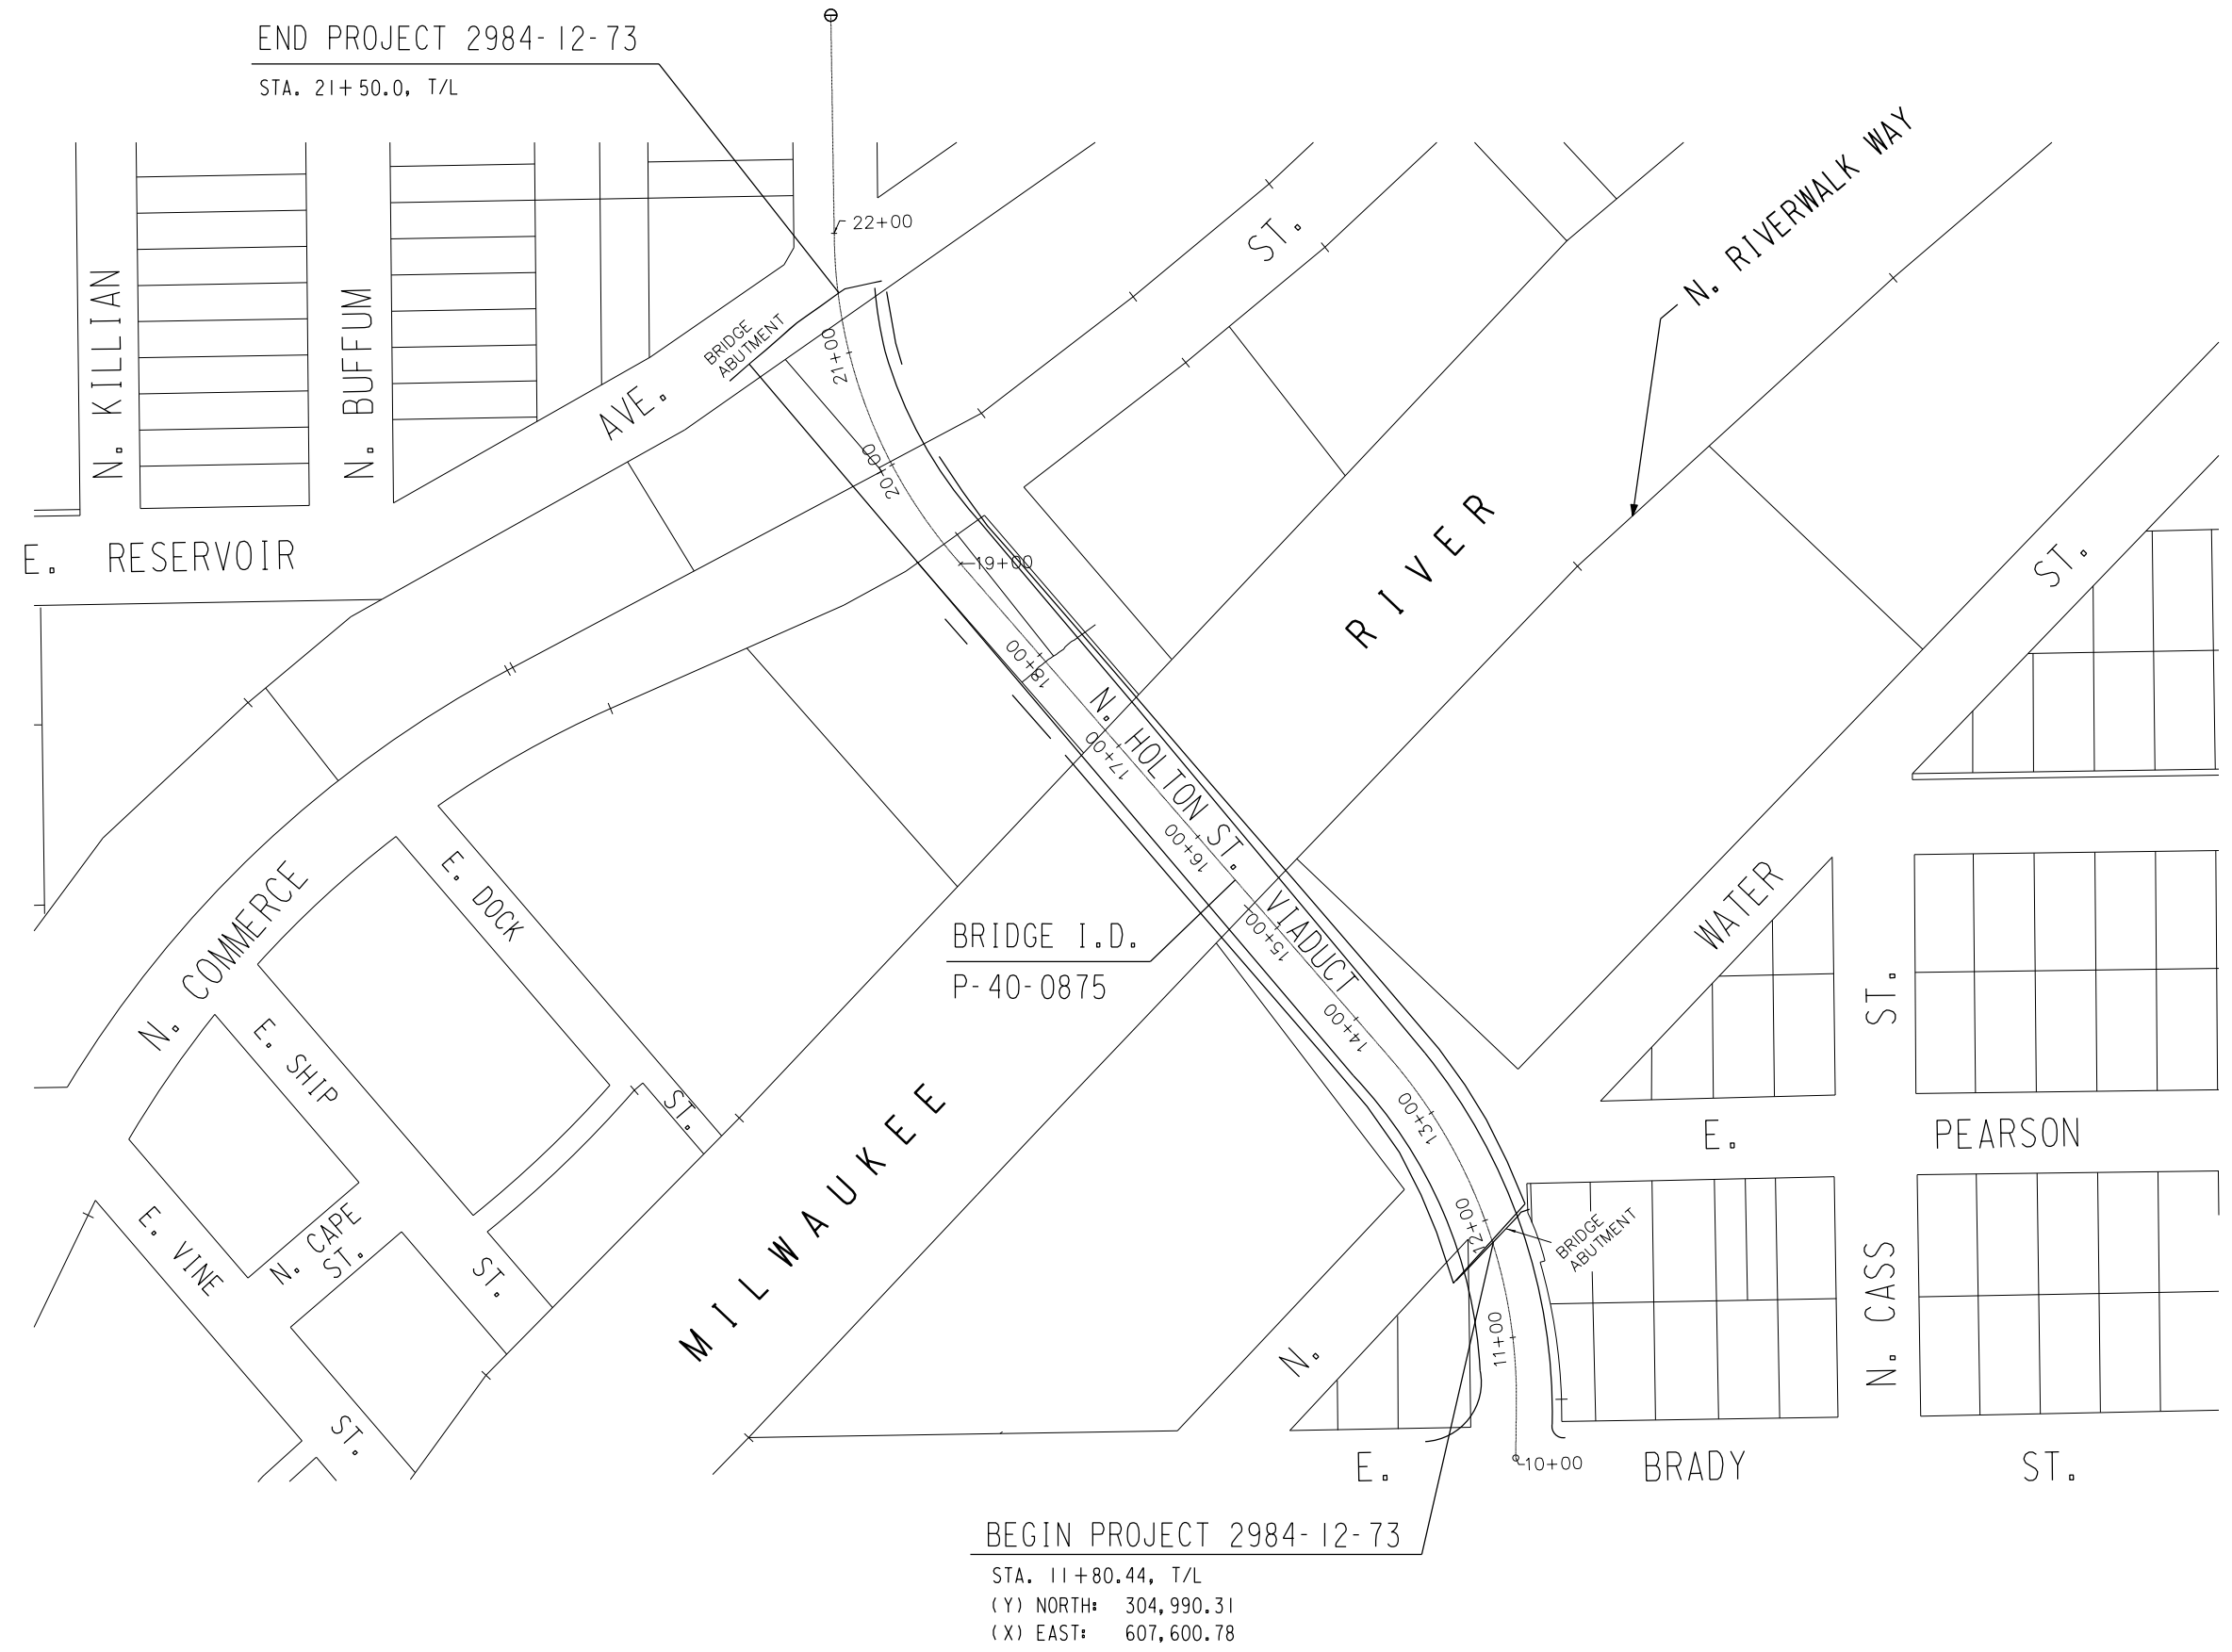 END PROJECT 2984-12-73
STA. 21+50.0, T/L
22+00
N. RIVERWALK WAY
ST.
N. KILLIAN
N. BUFFUM
AVE.
BRIDGE
ABUTMENT
21+00
20+00
19+00
18+00
17+00
16+00
15+00
14+00
13+00
12+00
11+00
10+00
E. RESERVOIR
RIVER
ST.
N. HOLTON ST. VIADUCT
N. COMMERCE
E. DOCK
ST.
BRIDGE I.D.
P-40-0875
WATER
ST.
E. SHIP
ST.
MILWAUKEE
E. PEARSON
E. VINE
ST.
N. CAPE
ST.
BRIDGE
ABUTMENT
N. CASS
N.
E. BRADY ST.
BEGIN PROJECT 2984-12-73
STA. 11+80.44, T/L
(Y) NORTH: 304,990.31
(X) EAST: 607,600.78